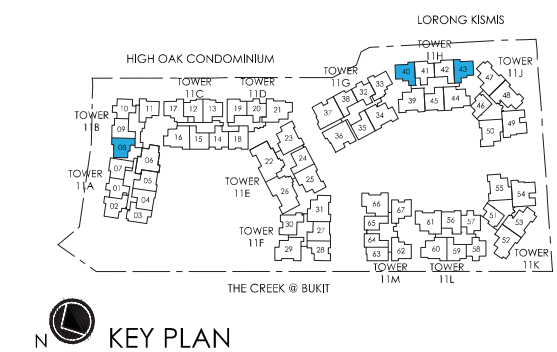 LORONG KISMIS
HIGH OAK CONDOMINIUM
TOWER
11H
40 41 42 43
TOWER
11G
TOWER
11J
47
48
TOWER
11C
TOWER
11D
33
32
38
37
39 45 44
46
49
50
34
35
36
10 11
17 12 13
19 20 21
TOWER
11B
09
08
16 15 14 18
23
22
24
25
26
07
06
05
TOWER
11A
01
04
02
03
TOWER
11E
TOWER
11F
31
30
27
29
28
66
67
65
64
63 62
61 56 57
60 59 58
55
54
51
53
52
TOWER
11M
TOWER
11L
TOWER
11K
THE CREEK @ BUKIT
N
KEY PLAN